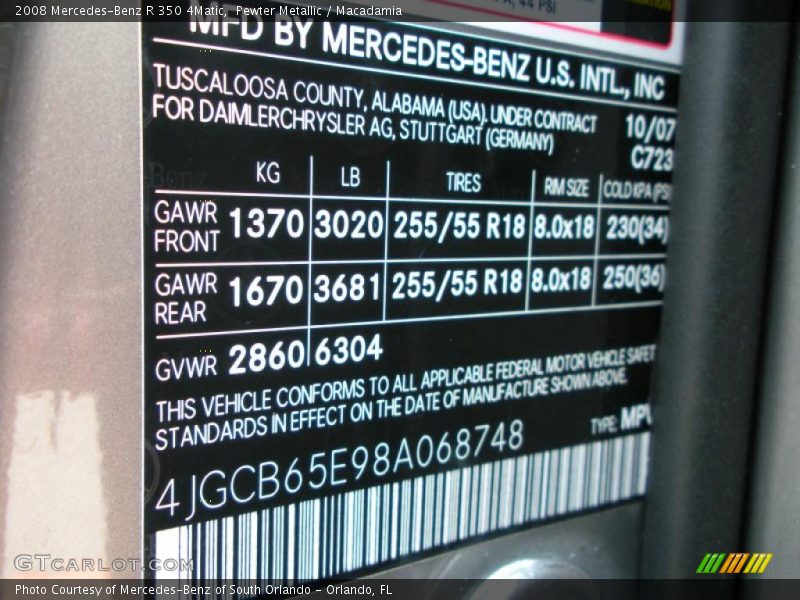 2008 Mercedes-Benz R 350 4Matic, Pewter Metallic / Macadamia
44 PSI
MFD BY MERCEDES-BENZ U.S. INTL., INC
TUSCALOOSA COUNTY, ALABAMA (USA). UNDER CONTRACT
FOR DAIMLERCHRYSLER AG, STUTTGART (GERMANY)
10/07
C723
KG LB TIRES RIM SIZE COLD KPA (PSI
GAWR FRONT 1370 3020 255/55 R18 8.0x18 230(34)
GAWR REAR 1670 3681 255/55 R18 8.0x18 250(36)
GVWR 2860 6304
THIS VEHICLE CONFORMS TO ALL APPLICABLE FEDERAL MOTOR VEHICLE SAFET
STANDARDS IN EFFECT ON THE DATE OF MANUFACTURE SHOWN ABOVE.
4JGCB65E98A068748 TYPE: MPV
GTcarlot.com
Photo Courtesy of Mercedes-Benz of South Orlando - Orlando, FL